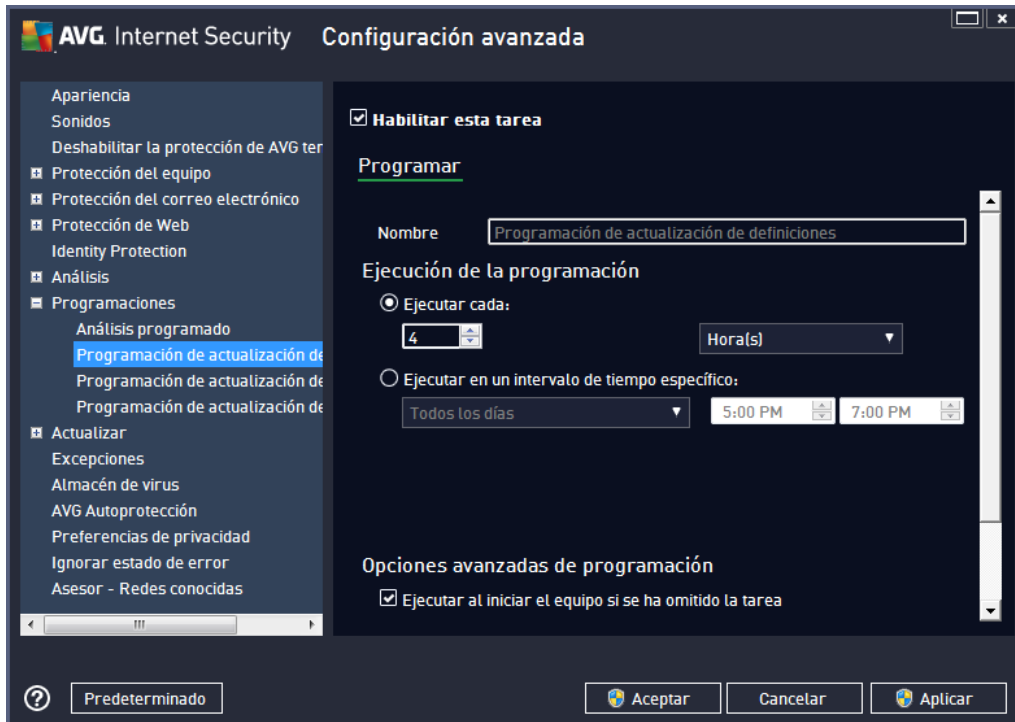 AVG. Internet Security Configuración avanzada
Apariencia
Sonidos
Deshabilitar la protección de AVG ter
Protección del equipo
Protección del correo electrónico
Protección de Web
Identity Protection
Análisis
Programaciones
Análisis programado
Programación de actualización de
Programación de actualización de
Programación de actualización de
Actualizar
Excepciones
Almacén de virus
AVG Autoprotección
Preferencias de privacidad
Ignorar estado de error
Asesor - Redes conocidas
Habilitar esta tarea
Programar
Nombre Programación de actualización de definiciones
Ejecución de la programación
Ejecutar cada:
4 Hora(s)
Ejecutar en un intervalo de tiempo específico:
Todos los días 5:00 PM 7:00 PM
Opciones avanzadas de programación
Ejecutar al iniciar el equipo si se ha omitido la tarea
? Predeterminado Aceptar Cancelar Aplicar